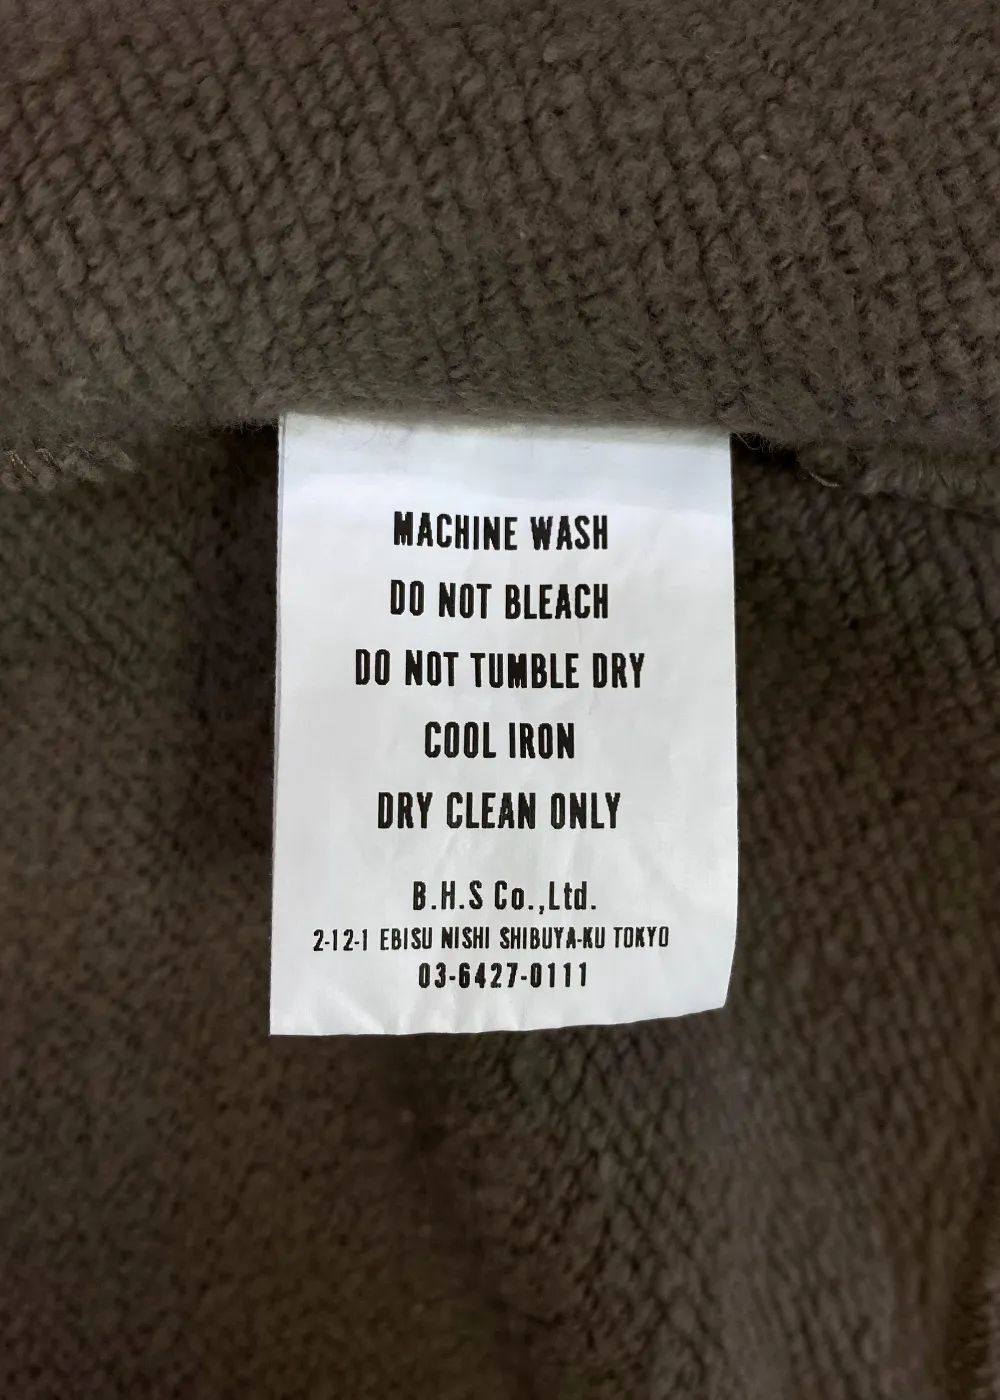 MACHINE WASH
DO NOT BLEACH
DO NOT TUMBLE DRY
COOL IRON
DRY CLEAN ONLY
B.H.S Co.,Ltd.
2-12-1 EBISU NISHI SHIBUYA-KU TOKYO
03-6427-0111